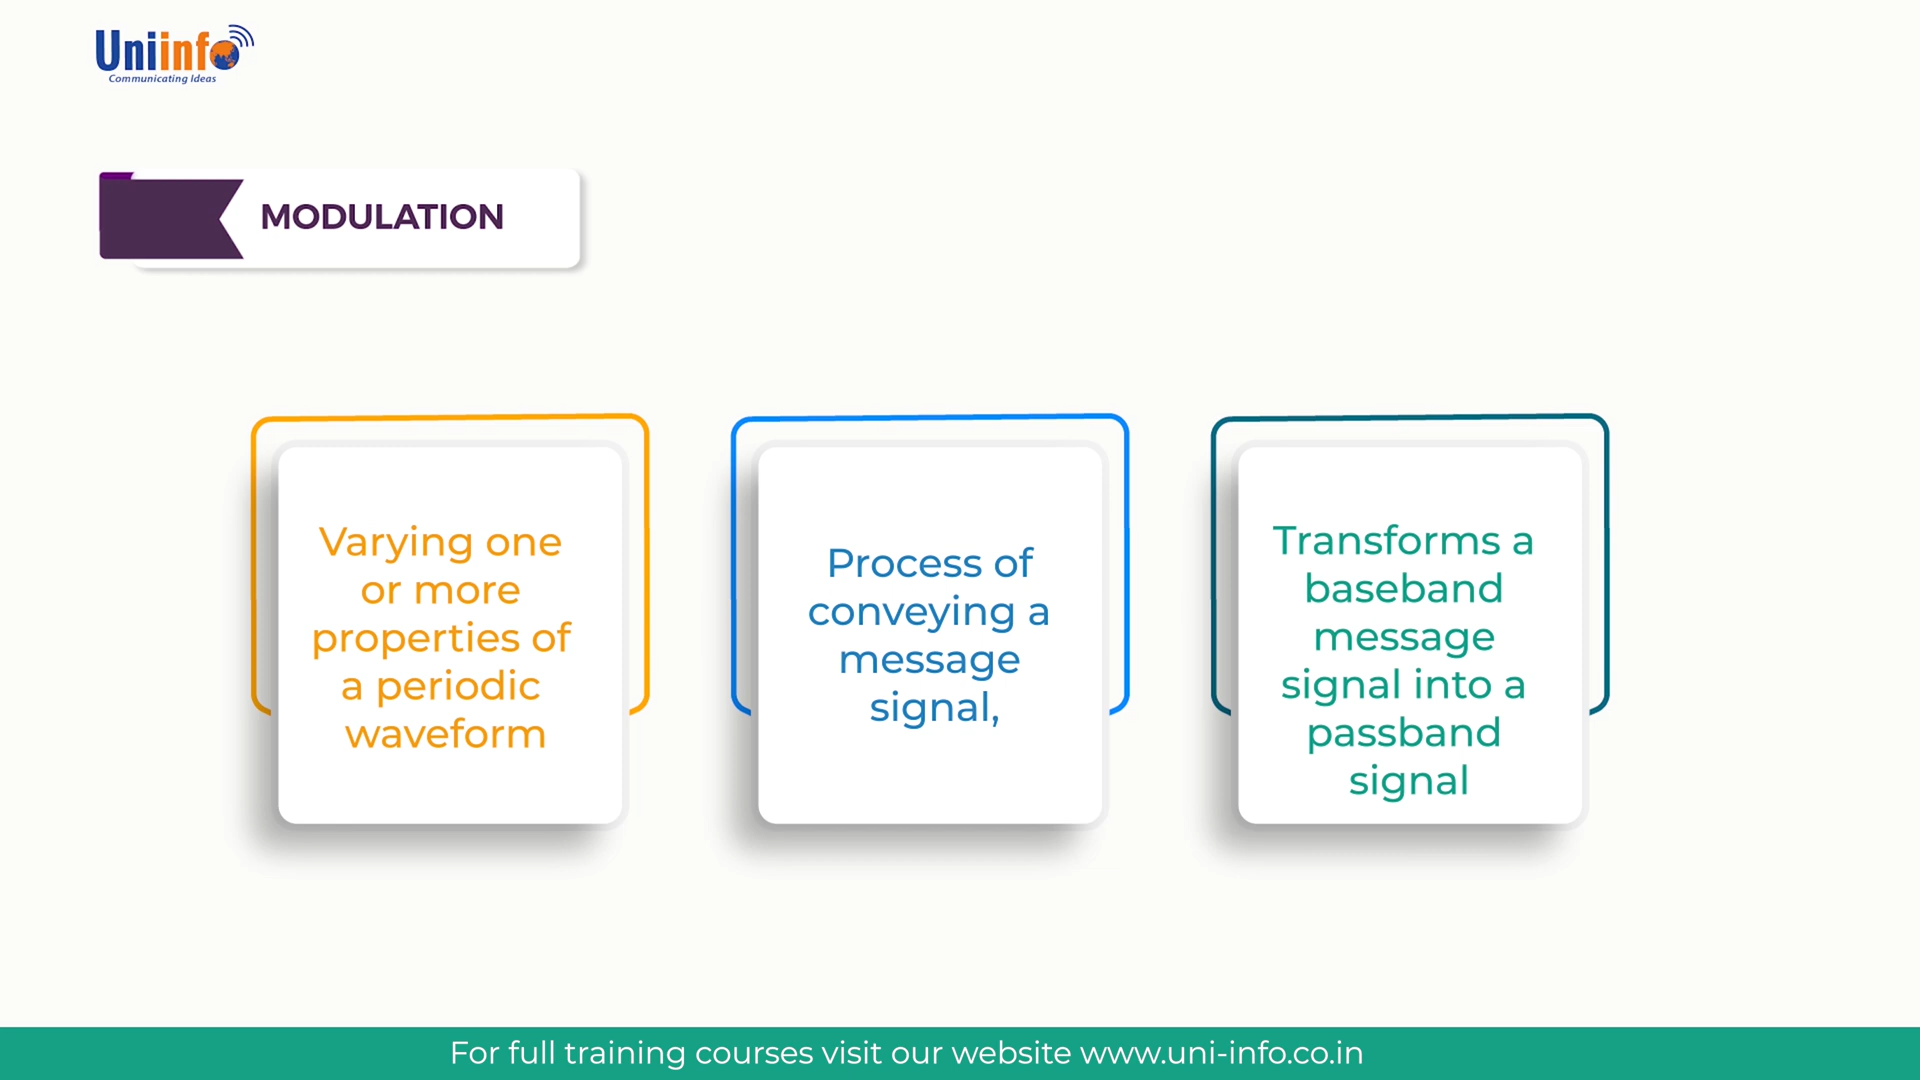 Uniinfo
Communicating Ideas
MODULATION
Varying one
or more
properties of
a periodic
waveform
Process of
conveying a
message
signal,
Transforms a
baseband
message
signal into a
passband
signal
For full training courses visit our website www.uni-info.co.in